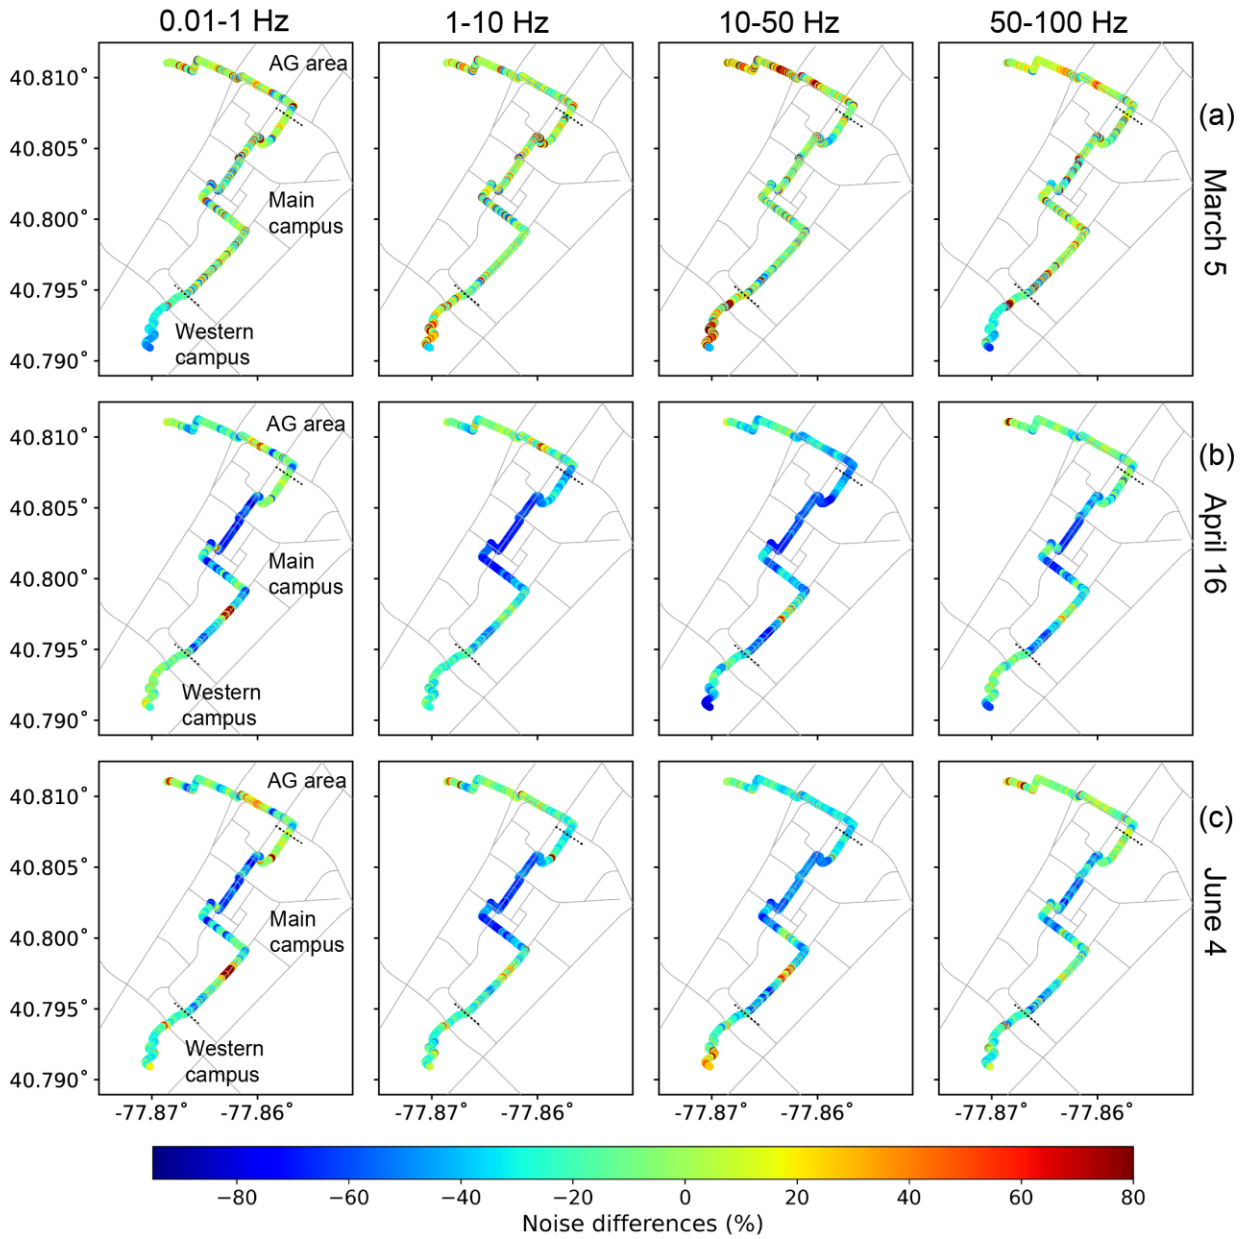 0.01-1 Hz 1-10 Hz 10-50 Hz 50-100 Hz
40.810°
40.805°
40.800°
40.795°
40.790°
AG area
Main
campus
Western
campus
(a)
March 5
40.810°
40.805°
40.800°
40.795°
40.790°
AG area
Main
campus
Western
campus
(b)
April 16
40.810°
40.805°
40.800°
40.795°
40.790°
AG area
Main
campus
Western
campus
(c)
June 4
-77.87° -77.86° -77.87° -77.86° -77.87° -77.86° -77.87° -77.86°
−80 −60 −40 −20 0 20 40 60 80
Noise differences (%)